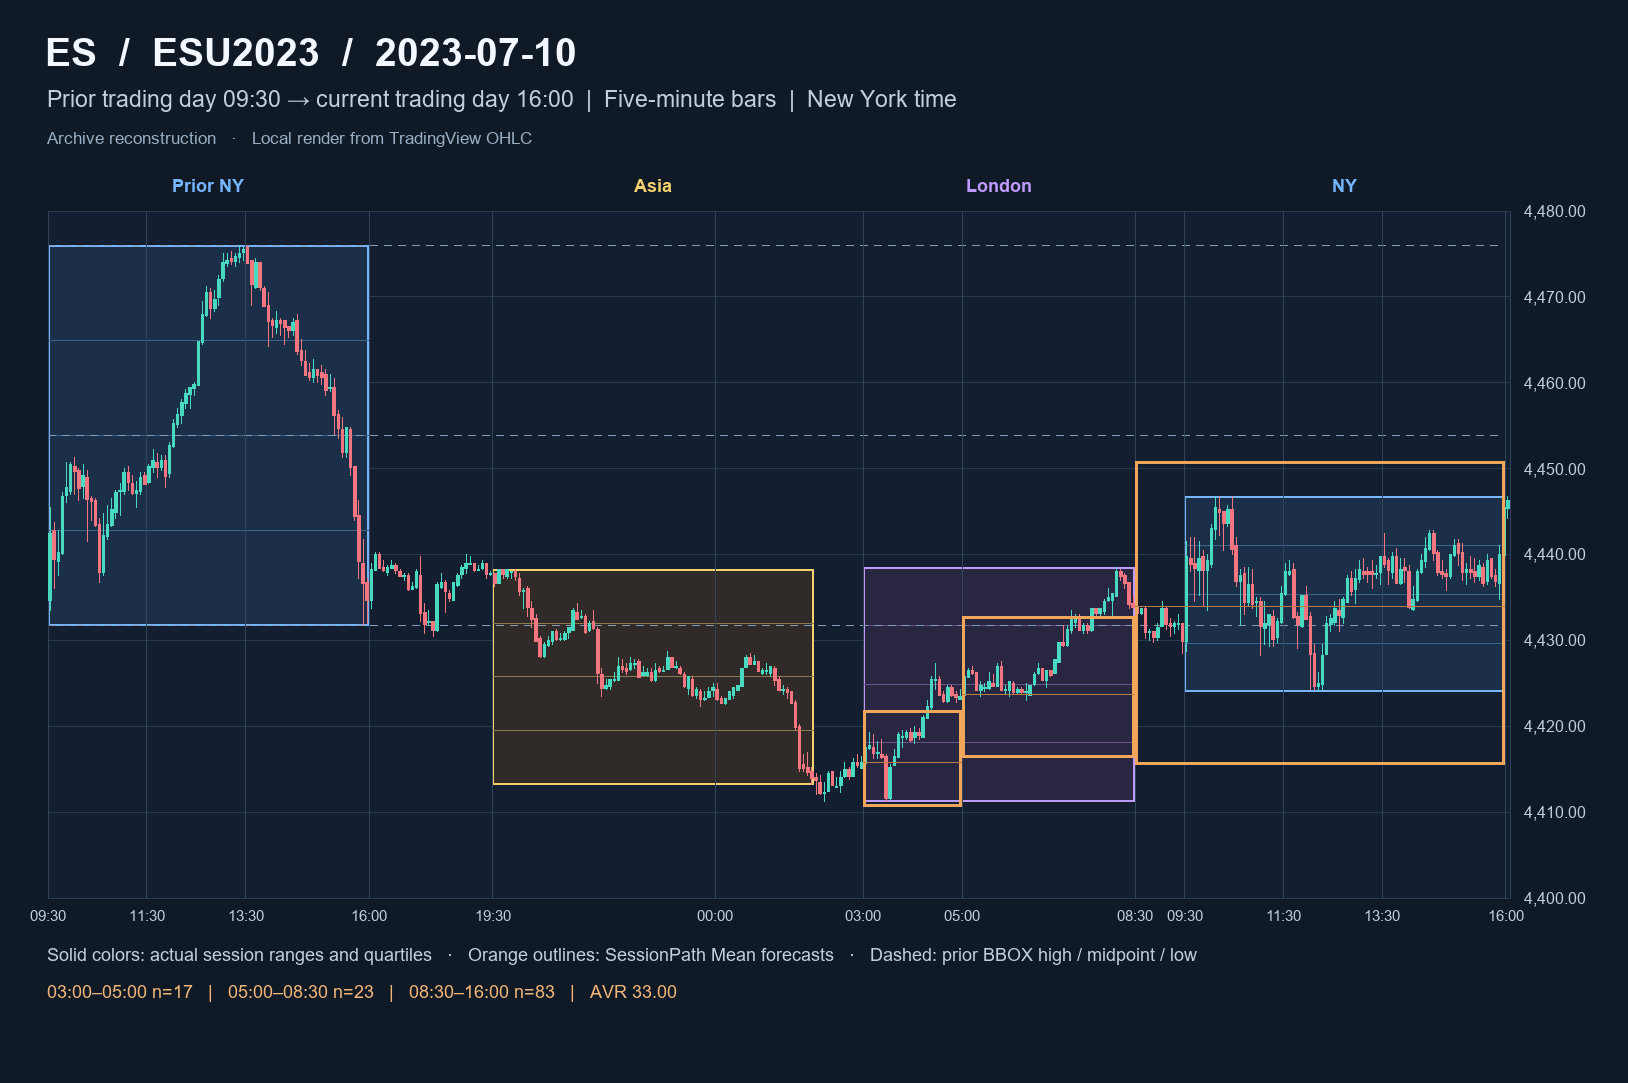 ES / ESU2023 / 2023-07-10
Prior trading day 09:30 → current trading day 16:00 | Five-minute bars | New York time
Archive reconstruction · Local render from TradingView OHLC
Prior NY Asia London NY
4,480.00
4,470.00
4,460.00
4,450.00
4,440.00
4,430.00
4,420.00
4,410.00
4,400.00
09:30 11:30 13:30 16:00 19:30 00:00 03:00 05:00 08:30 09:30 11:30 13:30 16:00
Solid colors: actual session ranges and quartiles · Orange outlines: SessionPath Mean forecasts · Dashed: prior BBOX high / midpoint / low
03:00–05:00 n=17 | 05:00–08:30 n=23 | 08:30–16:00 n=83 | AVR 33.00